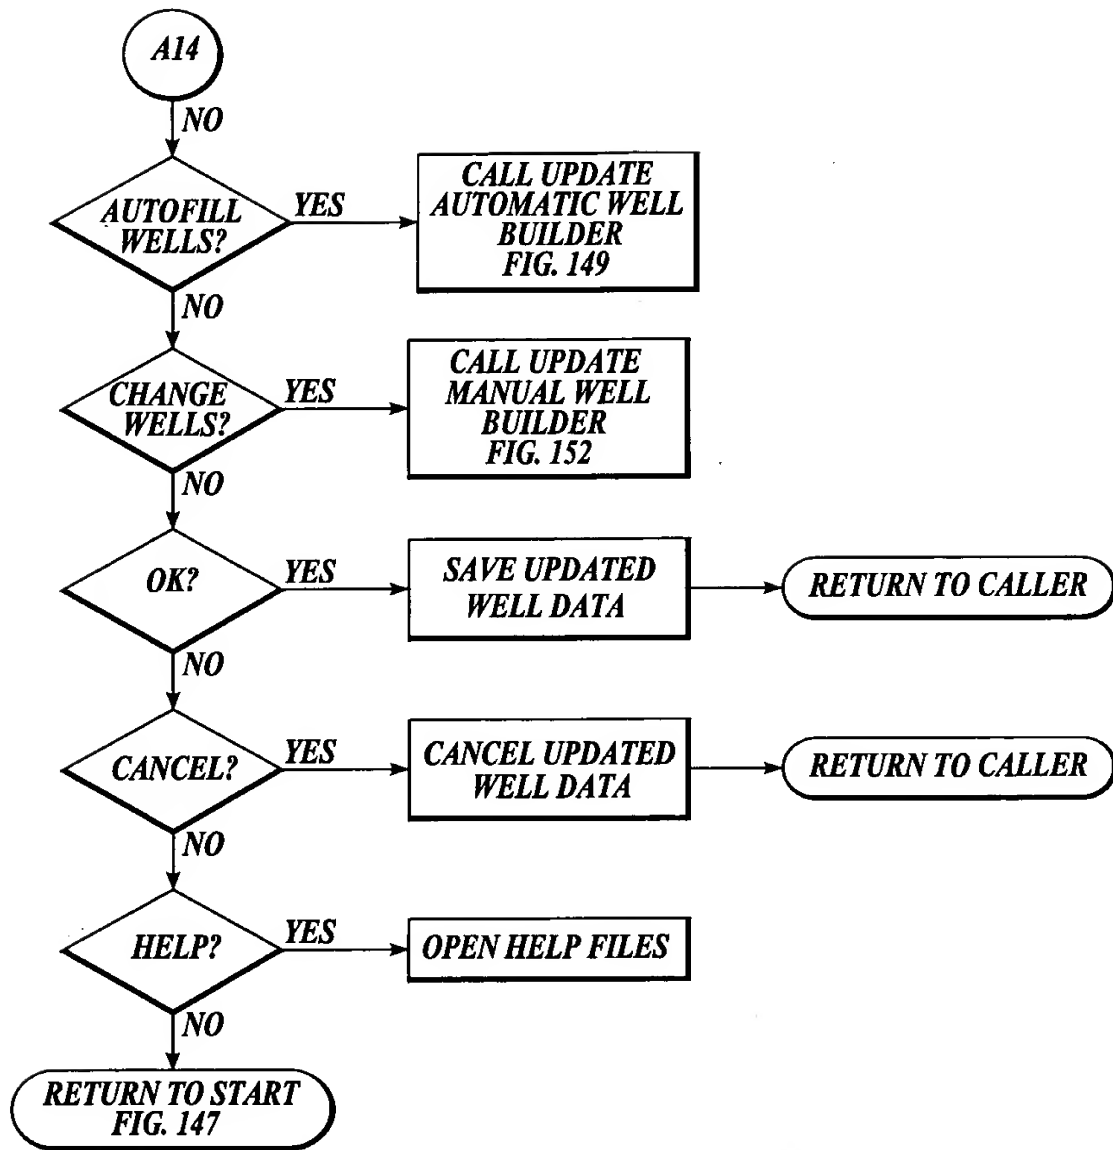 A14
NO
AUTOFILL
WELLS?
YES
CALL UPDATE
AUTOMATIC WELL
BUILDER
FIG. 149
NO
CHANGE
WELLS?
YES
CALL UPDATE
MANUAL WELL
BUILDER
FIG. 152
NO
OK?
YES
SAVE UPDATED
WELL DATA
RETURN TO CALLER
NO
CANCEL?
YES
CANCEL UPDATED
WELL DATA
RETURN TO CALLER
NO
HELP?
YES
OPEN HELP FILES
NO
RETURN TO START
FIG. 147